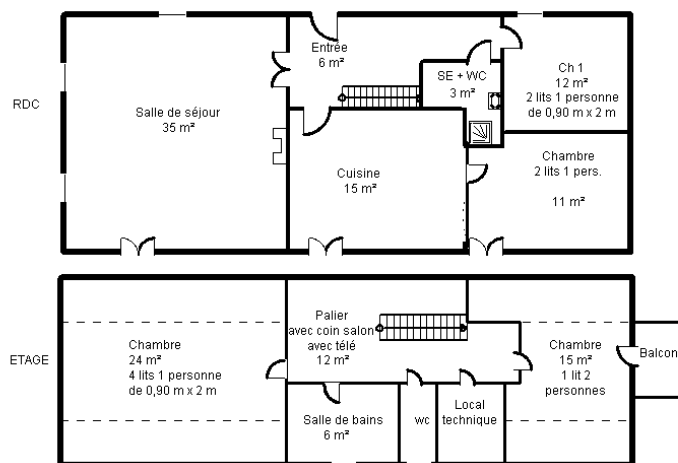 RDC
Salle de séjour
35 m²
Entrée
6 m²
SE + WC
3 m²
Ch 1
12 m²
2 lits 1 personne
de 0,90 m x 2 m
Cuisine
15 m²
Chambre
2 lits 1 pers.
11 m²
ETAGE
Chambre
24 m²
4 lits 1 personne
de 0,90 m x 2 m
Palier
avec coin salon
avec télé
12 m²
Chambre
15 m²
1 lit 2
personnes
Balcon
Salle de bains
6 m²
wc
Local
technique